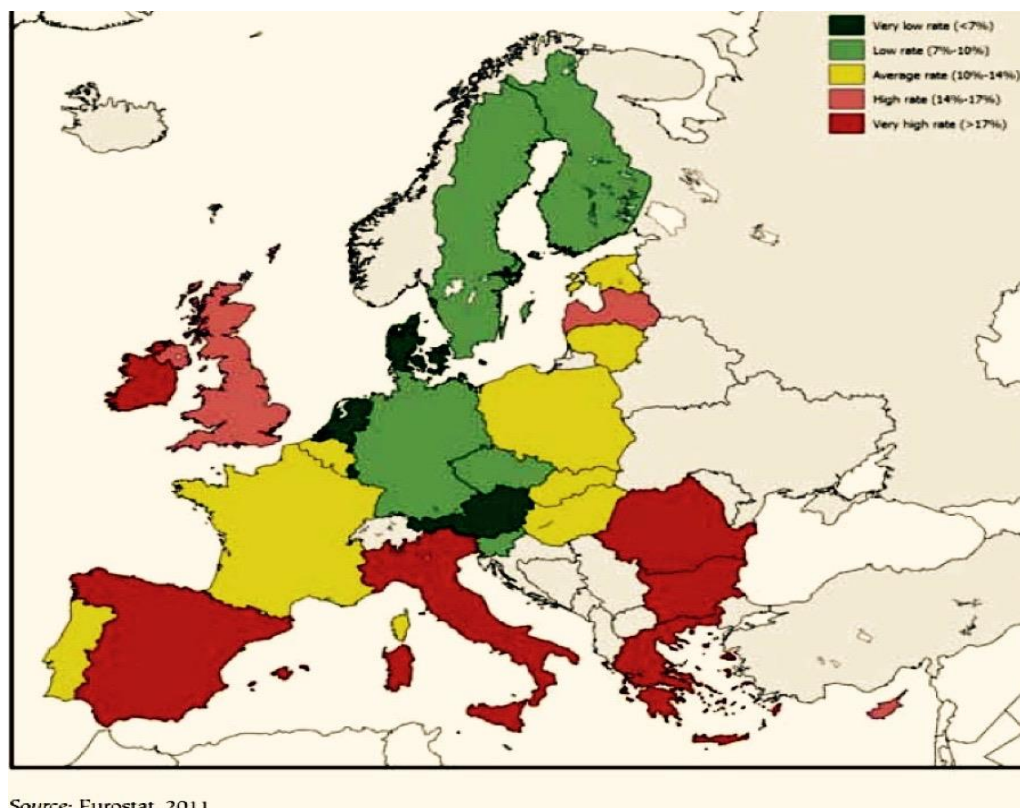 Very low rate (<7%)
Low rate (7%-10%)
Average rate (10%-14%)
High rate (14%-17%)
Very high rate (>17%)
Source: Eurostat, 2011